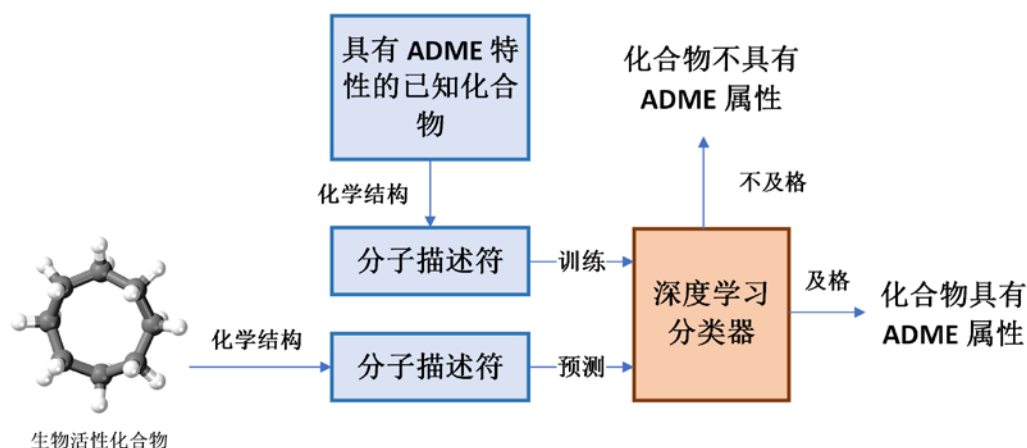 具有 ADME 特
性的已知化合
物
化合物不具有
ADME 属性
化学结构
不及格
分子描述符
训练
深度学习
分类器
及格
化合物具有
ADME 属性
化学结构
分子描述符
预测
生物活性化合物